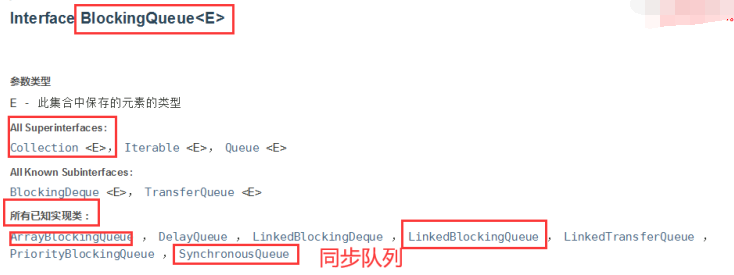 Interface BlockingQueue<E>
参数类型
E - 此集合中保存的元素的类型
All Superinterfaces:
Collection <E>, Iterable <E>, Queue <E>
All Known Subinterfaces:
BlockingDeque <E>, TransferQueue <E>
所有已知实现类：
ArrayBlockingQueue , DelayQueue , LinkedBlockingDeque , LinkedBlockingQueue , LinkedTransferQueue ,
PriorityBlockingQueue , SynchronousQueue 同步队列